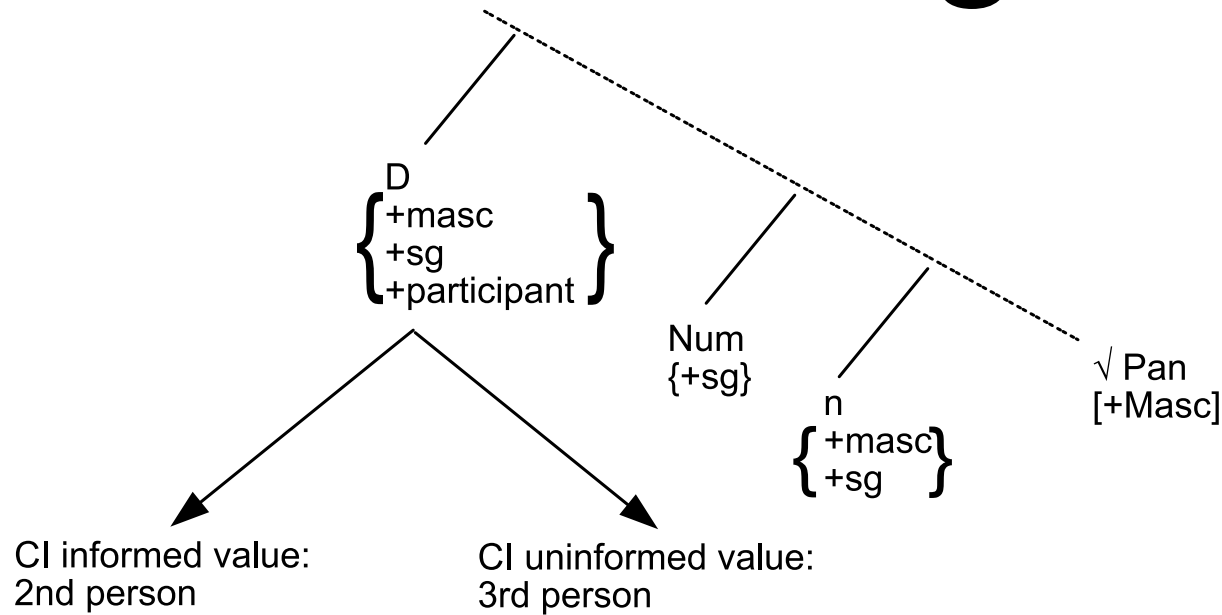 D
+masc
+sg
+participant
Num
{+sg}
n
+masc
+sg
√ Pan
[+Masc]
CI informed value:
2nd person
CI uninformed value:
3rd person